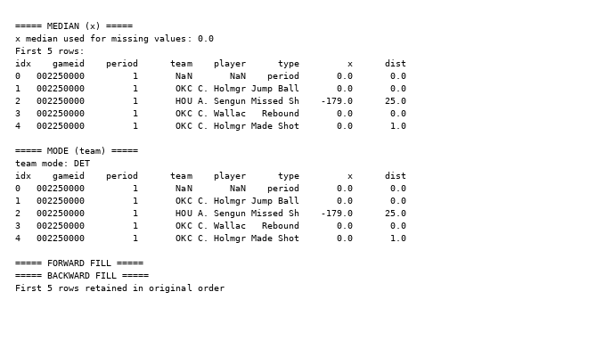 ===== MEDIAN (x) =====
x median used for missing values: 0.0
First 5 rows:
idx gameid period team player type x dist
0 002250000 1 NaN NaN period 0.0 0.0
1 002250000 1 OKC C. Holmgr Jump Ball 0.0 0.0
2 002250000 1 HOU A. Sengun Missed Sh -179.0 25.0
3 002250000 1 OKC C. Wallac Rebound 0.0 0.0
4 002250000 1 OKC C. Holmgr Made Shot 0.0 1.0
===== MODE (team) =====
team mode: DET
idx gameid period team player type x dist
0 002250000 1 NaN NaN period 0.0 0.0
1 002250000 1 OKC C. Holmgr Jump Ball 0.0 0.0
2 002250000 1 HOU A. Sengun Missed Sh -179.0 25.0
3 002250000 1 OKC C. Wallac Rebound 0.0 0.0
4 002250000 1 OKC C. Holmgr Made Shot 0.0 1.0
===== FORWARD FILL =====
===== BACKWARD FILL =====
First 5 rows retained in original order